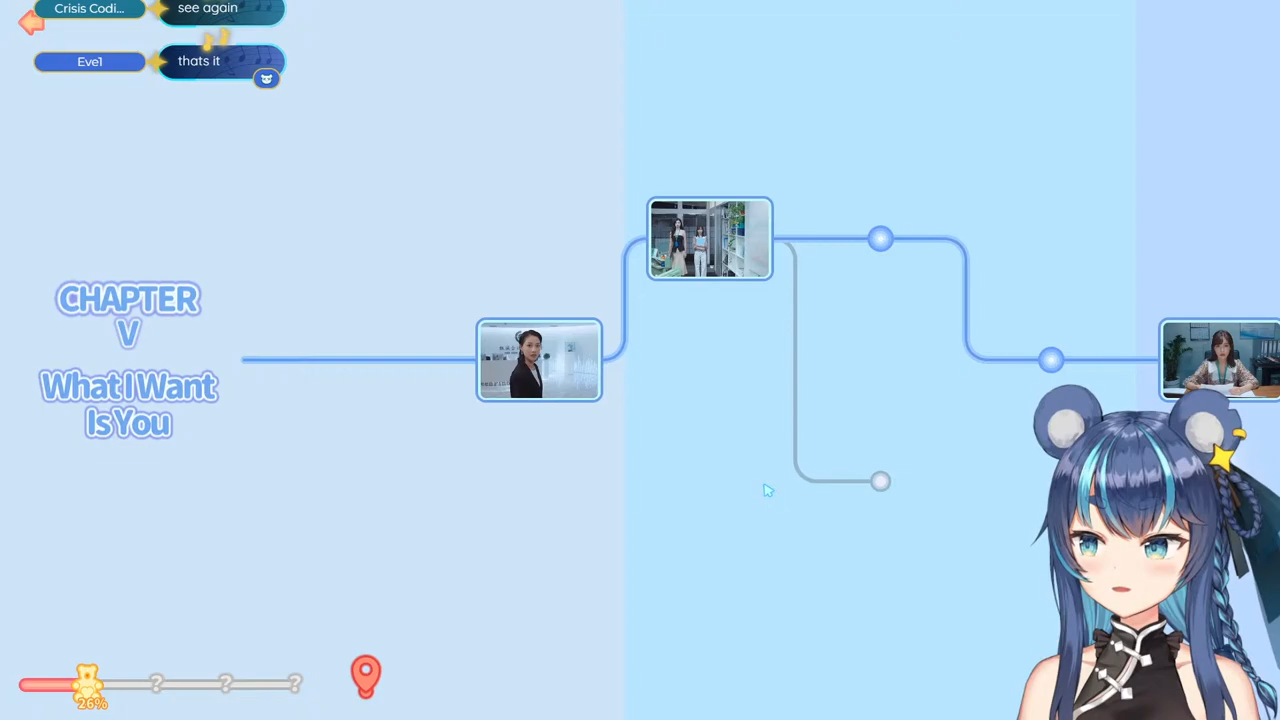 Crisis Codi...
see again
Eve1
thats it
CHAPTER
V
What I Want
Is You
?
?
?
26%